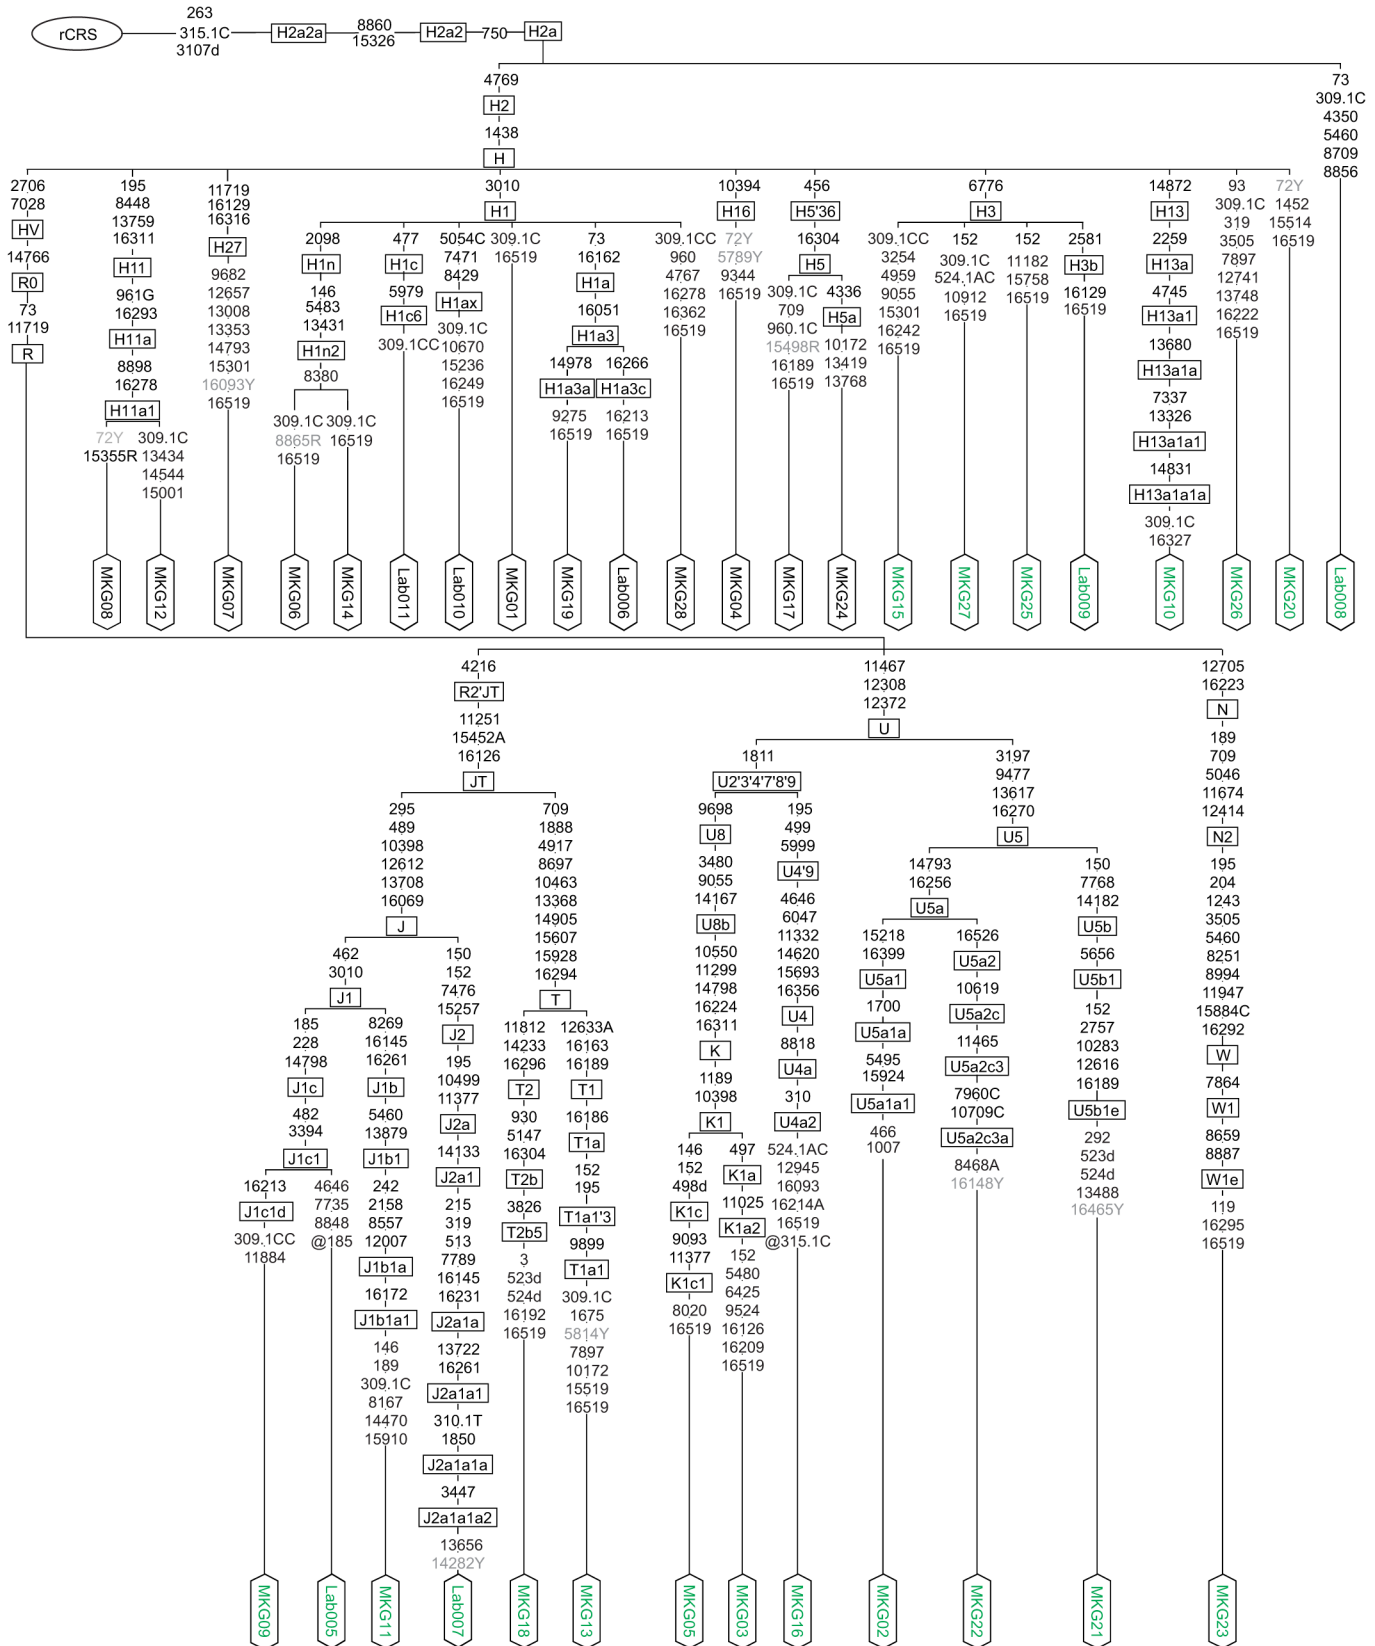 rCRS
263
315.1C
3107d
H2a2a
8860
15326
H2a2
750
H2a
4769
H2
1438
H
73
309.1C
4350
5460
8709
8856
Lab008
2706
7028
HV
14766
R0
73
11719
R
195
8448
13759
16311
H11
961G
16293
H11a
8898
16278
H11a1
72Y
15355R
MKG08
309.1C
13434
14544
15001
MKG12
11719
16129
16316
H27
9682
12657
13008
13353
14793
15301
16093Y
16519
MKG07
3010
H1
2098
H1n
146
5483
13431
H1n2
8380
309.1C
8865R
16519
MKG06
309.1C
16519
MKG14
477
H1c
5979
H1c6
309.1CC
Lab011
5054C
7471
8429
H1ax
309.1C
10670
15236
16249
16519
Lab010
309.1C
16519
MKG01
73
16162
H1a
16051
H1a3
14978
H1a3a
9275
16519
MKG19
16266
H1a3c
16213
16519
Lab006
309.1CC
960
4767
16278
16362
16519
MKG28
10394
H16
72Y
5789Y
9344
16519
MKG04
456
H5'36
16304
H5
309.1C
709
960.1C
15498R
16189
16519
MKG17
4336
H5a
10172
13419
13768
MKG24
6776
H3
309.1CC
3254
4959
9055
15301
16242
16519
MKG15
152
309.1C
524.1AC
10912
16519
MKG27
152
11182
15758
16519
MKG25
2581
H3b
16129
16519
Lab009
14872
H13
2259
H13a
4745
H13a1
13680
H13a1a
7337
13326
H13a1a1
14831
H13a1a1a
309.1C
16327
MKG10
93
309.1C
319
3505
7897
12741
13748
16222
16519
MKG26
72Y
1452
15514
16519
MKG20
4216
R2'JT
11251
15452A
16126
JT
295
489
10398
12612
13708
16069
J
462
3010
J1
185
228
14798
J1c
482
3394
J1c1
16213
J1c1d
309.1CC
11884
MKG09
4646
7735
8848
@185
Lab005
8269
16145
16261
J1b
5460
13879
J1b1
242
2158
8557
12007
J1b1a
16172
J1b1a1
146
189
309.1C
8167
14470
15910
MKG11
150
152
7476
15257
J2
195
10499
11377
J2a
14133
J2a1
215
319
513
7789
16145
16231
J2a1a
13722
16261
J2a1a1
310.1T
1850
J2a1a1a
3447
J2a1a1a2
13656
14282Y
Lab007
709
1888
4917
8697
10463
13368
14905
15607
15928
16294
T
11812
14233
16296
T2
930
5147
16304
T2b
3826
T2b5
3
523d
524d
16192
16519
MKG18
12633A
16163
16189
T1
16186
T1a
152
195
T1a1'3
9899
T1a1
309.1C
1675
5814Y
7897
10172
15519
16519
MKG13
11467
12308
12372
U
1811
U2'3'4'7'8'9
9698
U8
3480
9055
14167
U8b
10550
11299
14798
16224
16311
K
1189
10398
K1
146
152
498d
K1c
9093
11377
K1c1
8020
16519
MKG05
497
K1a
11025
K1a2
152
5480
6425
9524
16126
16209
16519
MKG03
195
499
5999
U4'9
4646
6047
11332
14620
15693
16356
U4
8818
U4a
310
U4a2
524.1AC
12945
16093
16214A
16519
@315.1C
MKG16
3197
9477
13617
16270
U5
14793
16256
U5a
15218
16399
U5a1
1700
U5a1a
5495
15924
U5a1a1
466
1007
MKG02
16526
U5a2
10619
U5a2c
11465
U5a2c3
7960C
10709C
U5a2c3a
8468A
16148Y
MKG22
150
7768
14182
U5b
5656
U5b1
152
2757
10283
12616
16189
U5b1e
292
523d
524d
13488
16465Y
MKG21
12705
16223
N
189
709
5046
11674
12414
N2
195
204
1243
3505
5460
8251
8994
11947
15884C
16292
W
7864
W1
8659
8887
W1e
119
16295
16519
MKG23